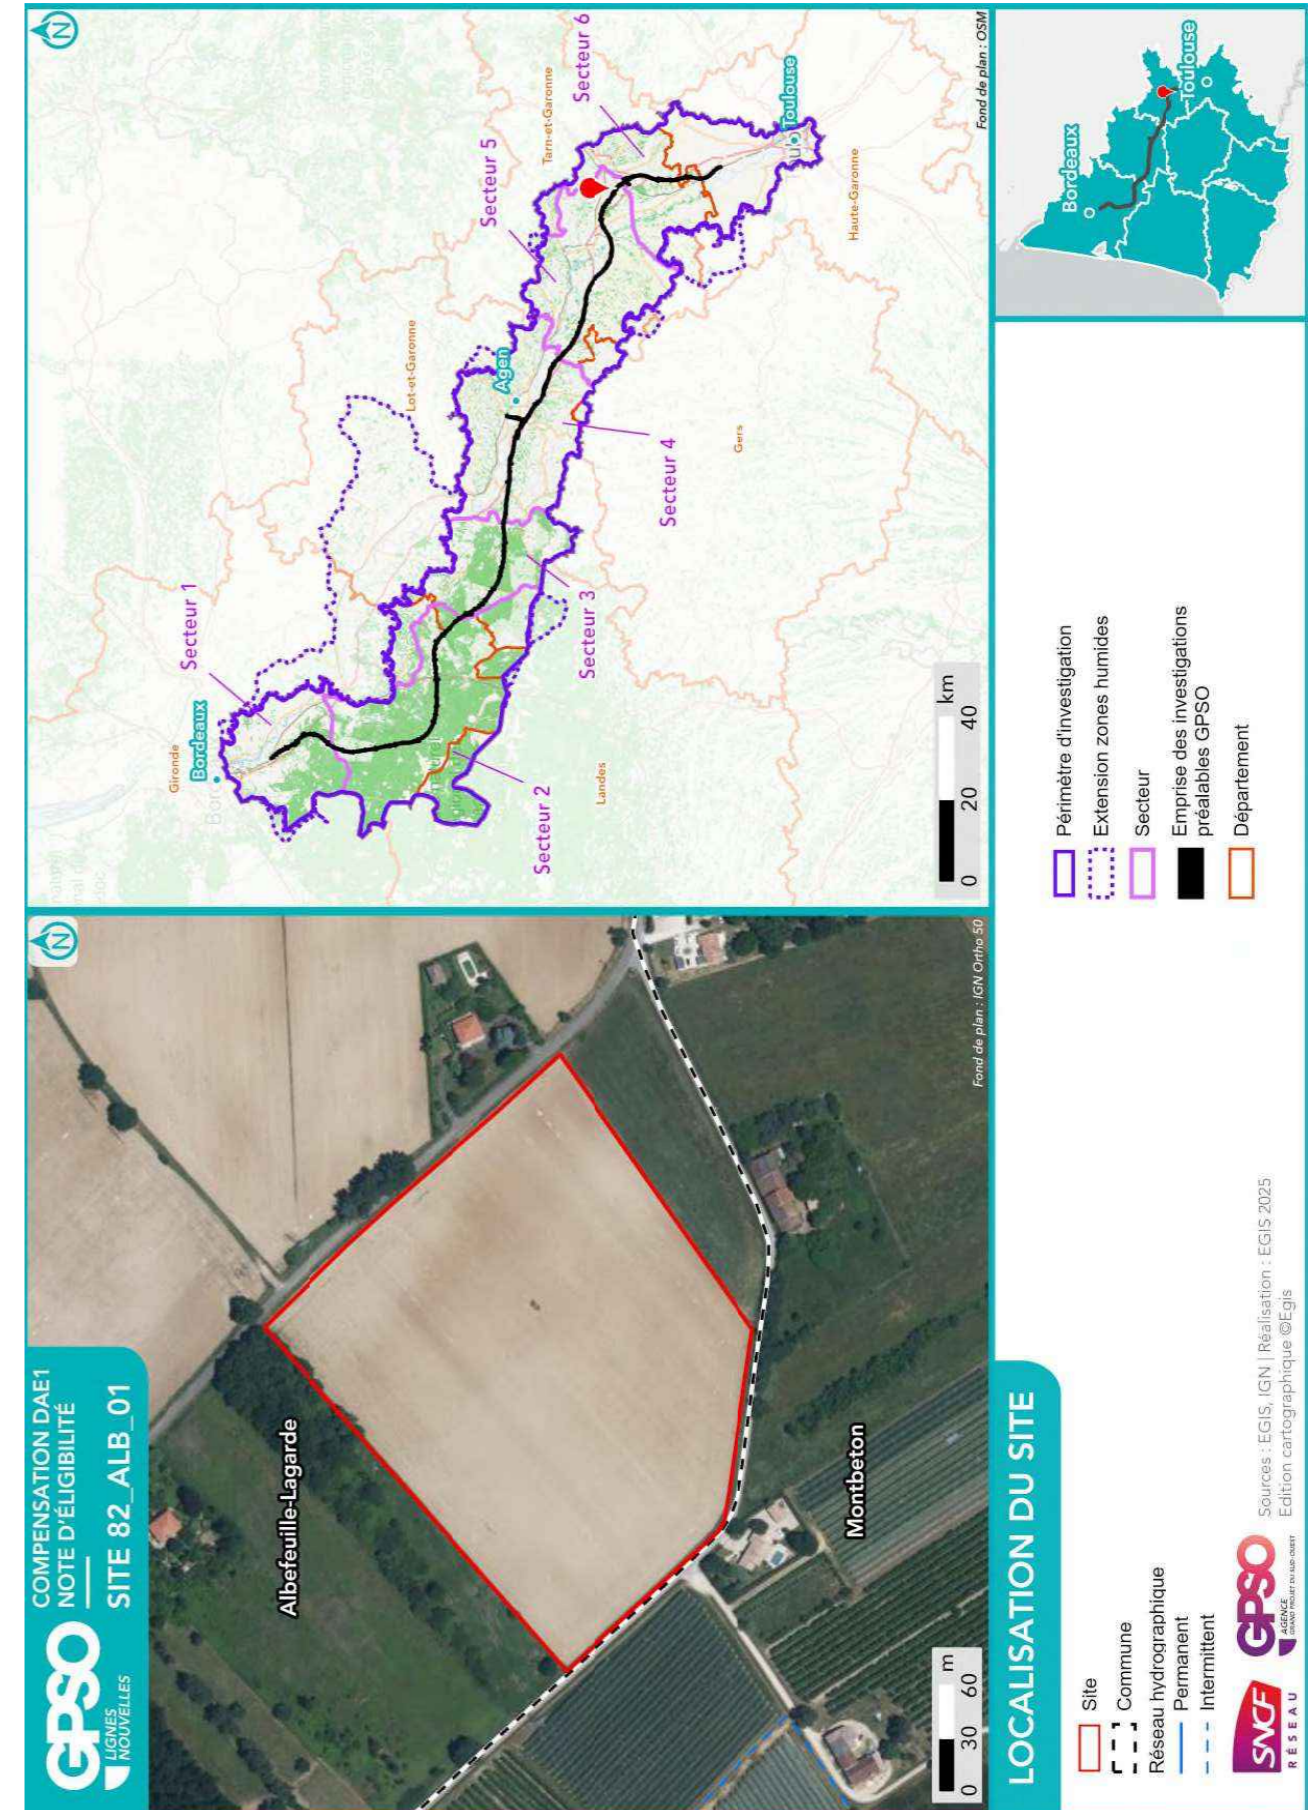 GPSO
LIGNES
NOUVELLES
COMPENSATION DAE1
NOTE D'ÉLIGIBILITÉ
SITE 82_ALB_01
N
Albefeuille-Lagarde
Montbeton
0 30 60 m
Fond de plan : IGN Ortho 50
N
Gironde
Bordeaux
Secteur 1
Secteur 2
Landes
Secteur 3
Lot-et-Garonne
Agen
Secteur 4
Gers
Secteur 5
Tarn-et-Garonne
Secteur 6
Toulouse
Haute-Garonne
0 20 40 km
Fond de plan : OSM
LOCALISATION DU SITE
Site
Commune
Réseau hydrographique
Permanent
Intermittent
Périmètre d'investigation
Extension zones humides
Secteur
Emprise des investigations
préalables GPSO
Département
Bordeaux
Toulouse
SNCF
RÉSEAU
GPSO
AGENCE
GRAND PROJET DU SUD-OUEST
Sources : EGIS, IGN | Réalisation : EGIS 2025
Edition cartographique ©Egis